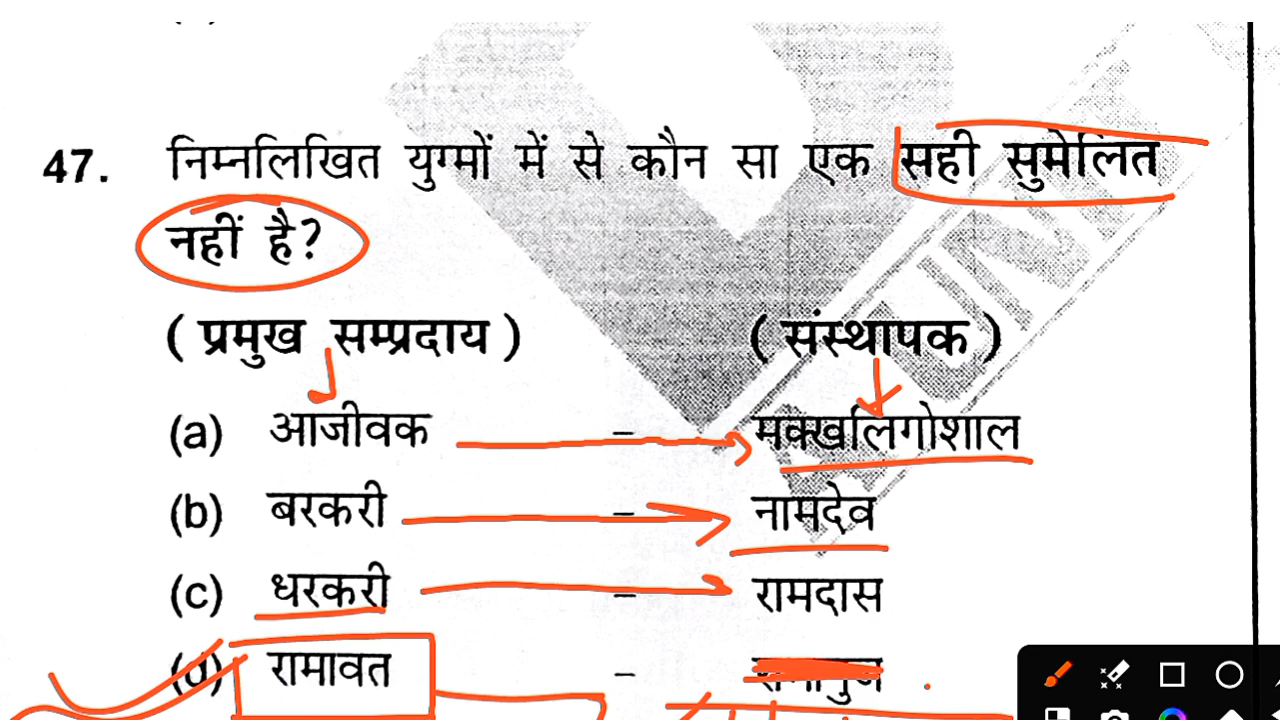 47. निम्नलिखित युग्मों में से कौन सा एक सही सुमेलित
नहीं है?
( प्रमुख सम्प्रदाय ) ( संस्थापक )
(a) आजीवक – मक्खलिगोशाल
(b) बरकरी – नामदेव
(c) धरकरी – रामदास
(d) रामावत –